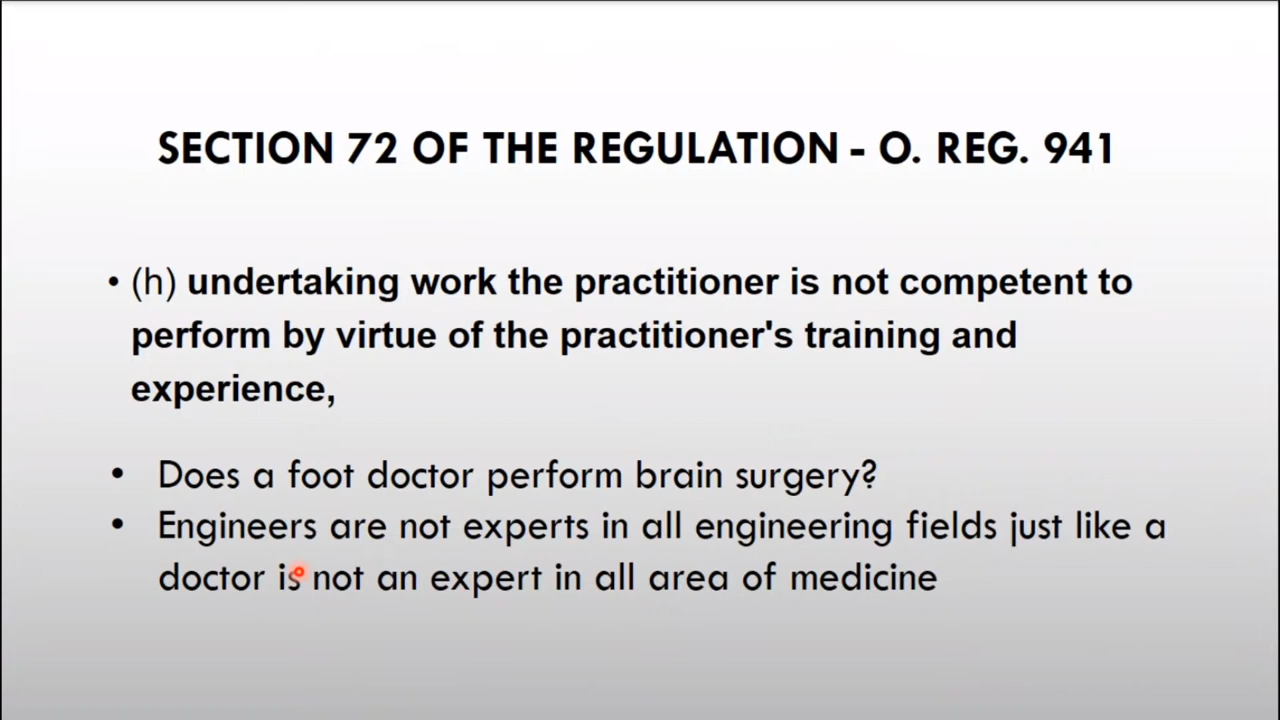 SECTION 72 OF THE REGULATION - O. REG. 941
• (h) undertaking work the practitioner is not competent to
perform by virtue of the practitioner's training and
experience,
• Does a foot doctor perform brain surgery?
• Engineers are not experts in all engineering fields just like a
doctor is not an expert in all area of medicine